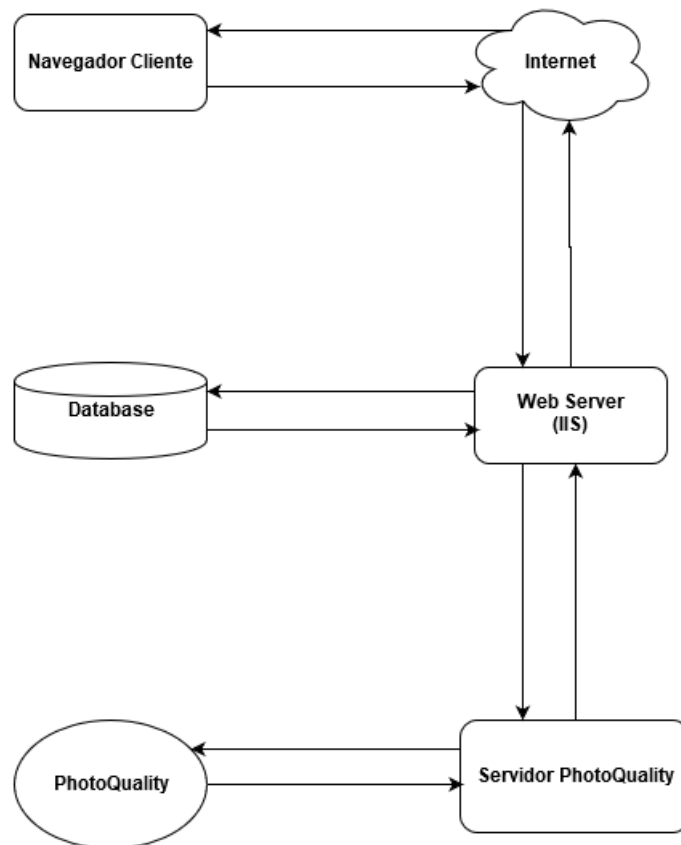 Navegador Cliente
Internet
Database
Web Server
(IIS)
PhotoQuality
Servidor PhotoQuality